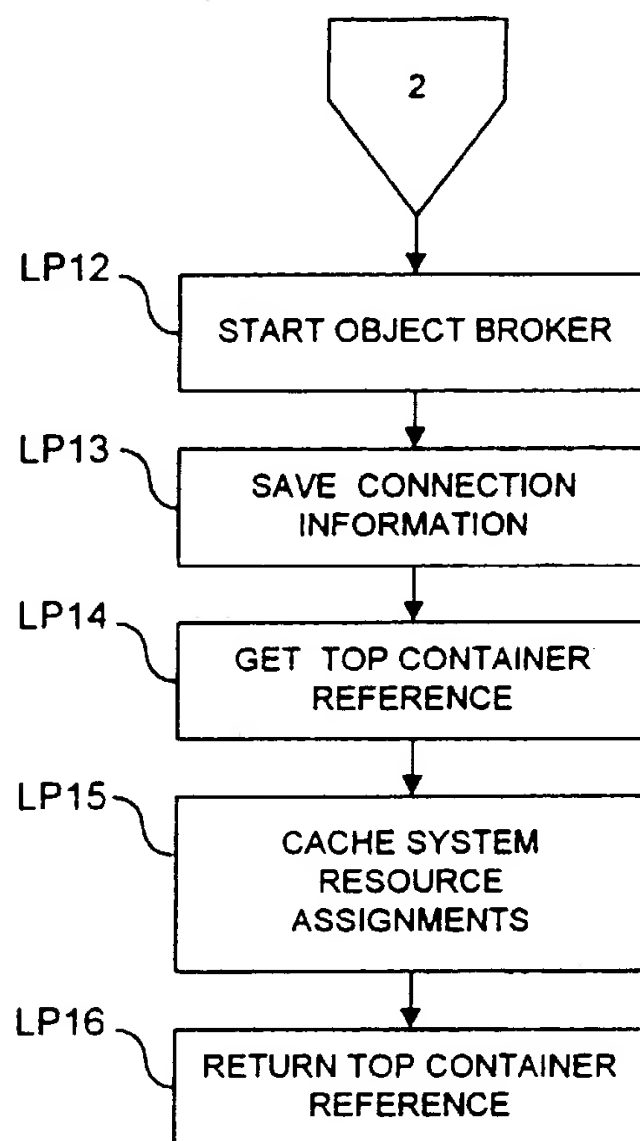 2
LP12
START OBJECT BROKER
LP13
SAVE CONNECTION
INFORMATION
LP14
GET TOP CONTAINER
REFERENCE
LP15
CACHE SYSTEM
RESOURCE
ASSIGNMENTS
LP16
RETURN TOP CONTAINER
REFERENCE